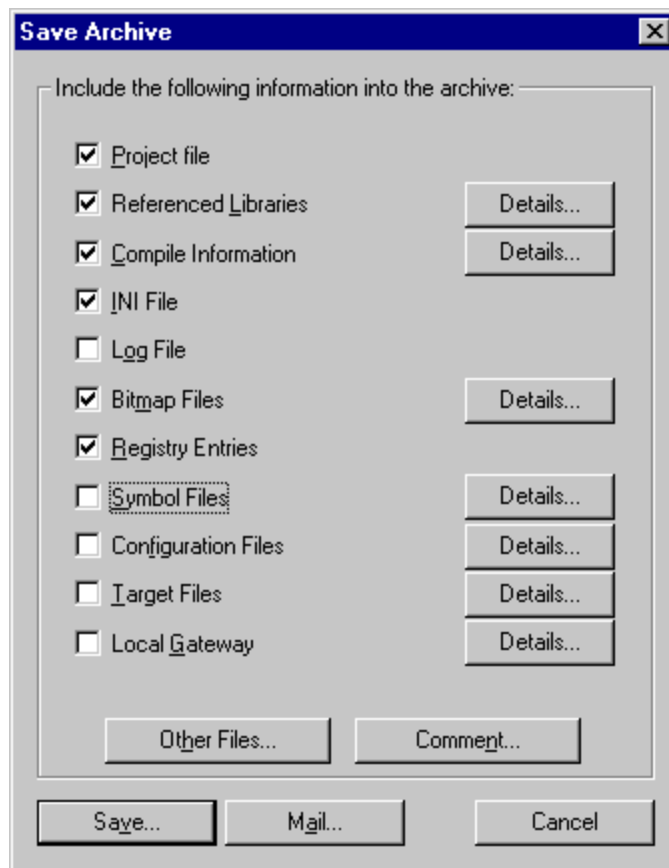 Save Archive
Include the following information into the archive:
Project file
Referenced Libraries Details...
Compile Information Details...
INI File
Log File
Bitmap Files Details...
Registry Entries
Symbol Files Details...
Configuration Files Details...
Target Files Details...
Local Gateway Details...
Other Files... Comment...
Save... Mail... Cancel